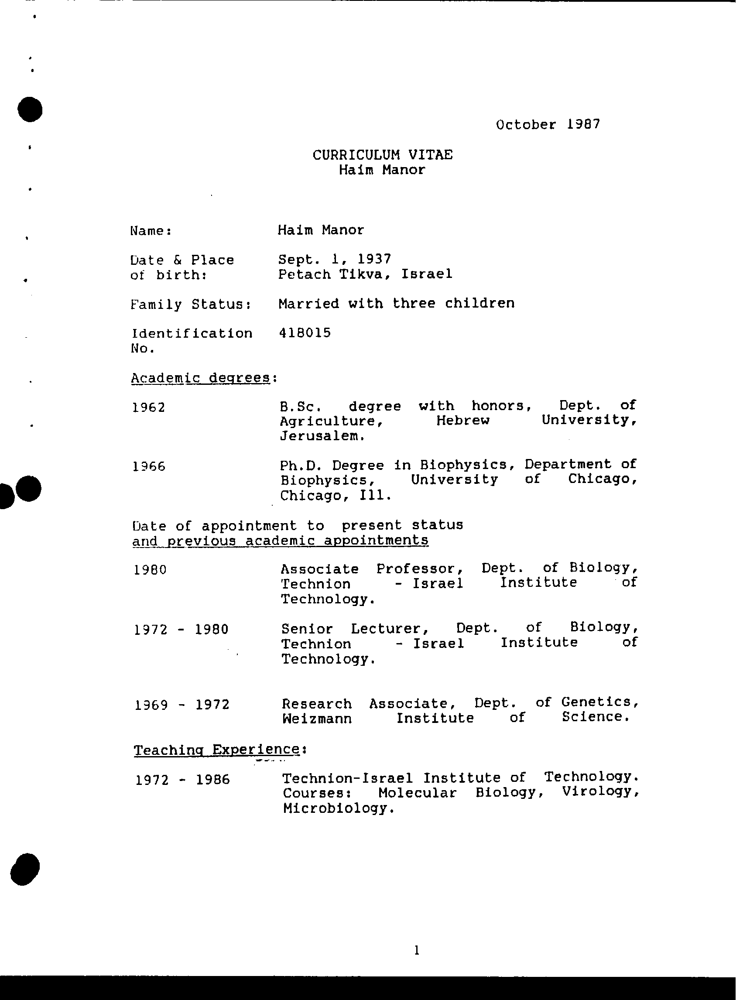 October 1987
CURRICULUM VITAE
Haim Manor
Name: Haim Manor
Date & Place Sept. 1, 1937
of birth: Petach Tikva, Israel
Family Status: Married with three children
Identification 418015
No.
Academic degrees:
1962 B.Sc. degree with honors, Dept. of
Agriculture, Hebrew University,
Jerusalem.
1966 Ph.D. Degree in Biophysics, Department of
Biophysics, University of Chicago,
Chicago, Ill.
Date of appointment to present status
and previous academic appointments
1980 Associate Professor, Dept. of Biology,
Technion - Israel Institute of
Technology.
1972 - 1980 Senior Lecturer, Dept. of Biology,
Technion - Israel Institute of
Technology.
1969 - 1972 Research Associate, Dept. of Genetics,
Weizmann Institute of Science.
Teaching Experience:
1972 - 1986 Technion-Israel Institute of Technology.
Courses: Molecular Biology, Virology,
Microbiology.
1